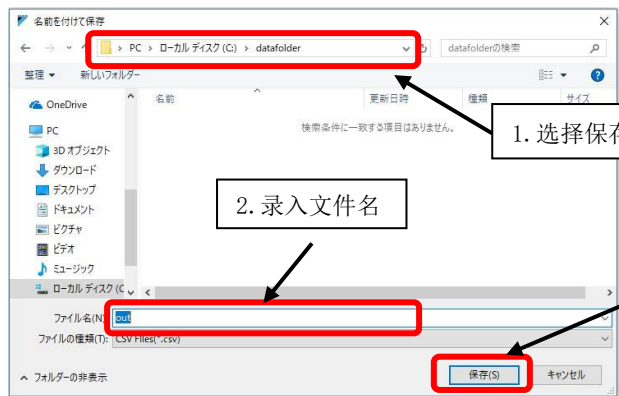 名前を付けて保存
PC › ローカル ディスク (C:) › datafolder
datafolderの検索
整理 新しいフォルダー
名前 更新日時 種類 サイズ
検索条件に一致する項目はありません。
OneDrive
PC
3D オブジェクト
ダウンロード
デスクトップ
ドキュメント
ピクチャ
ビデオ
ミュージック
ローカル ディスク (C
1. 选择保存
2. 录入文件名
ファイル名(N): out
ファイルの種類(T): CSV Files(*.csv)
フォルダーの非表示
保存(S) キャンセル